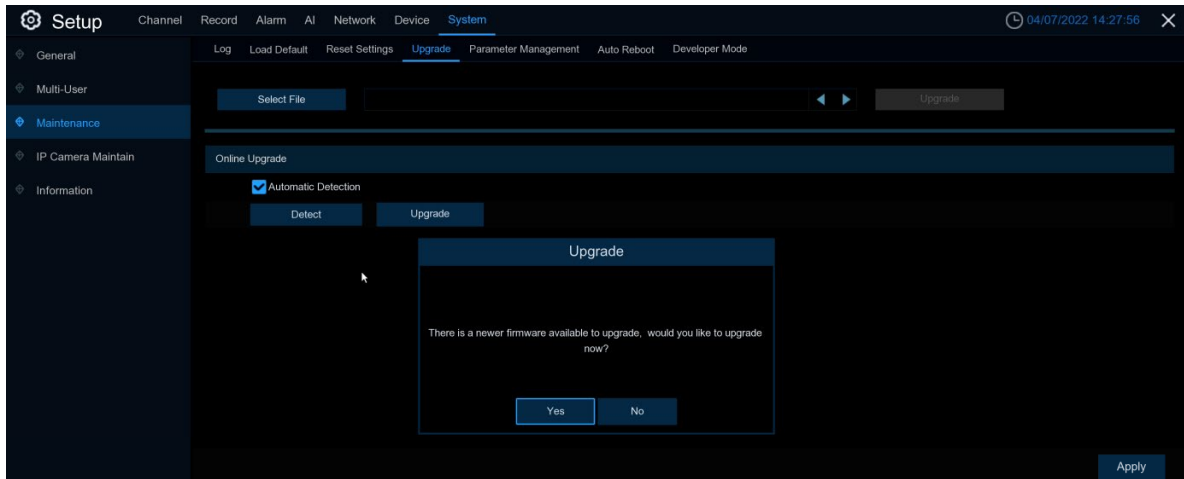 Setup Channel Record Alarm AI Network Device System 04/07/2022 14:27:56
General
Multi-User
Maintenance
IP Camera Maintain
Information
Log Load Default Reset Settings Upgrade Parameter Management Auto Reboot Developer Mode
Select File Upgrade
Online Upgrade
Automatic Detection
Detect Upgrade
Upgrade
There is a newer firmware available to upgrade, would you like to upgrade
now?
Yes No
Apply